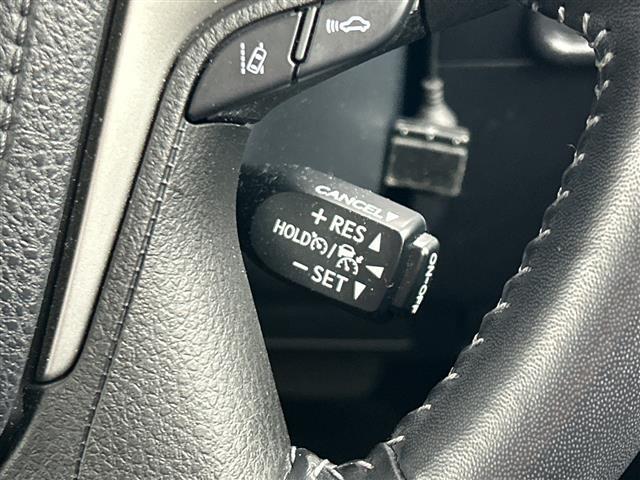 CANCEL▼
+ RES ▲
HOLD /
− SET ▼
ON-OFF